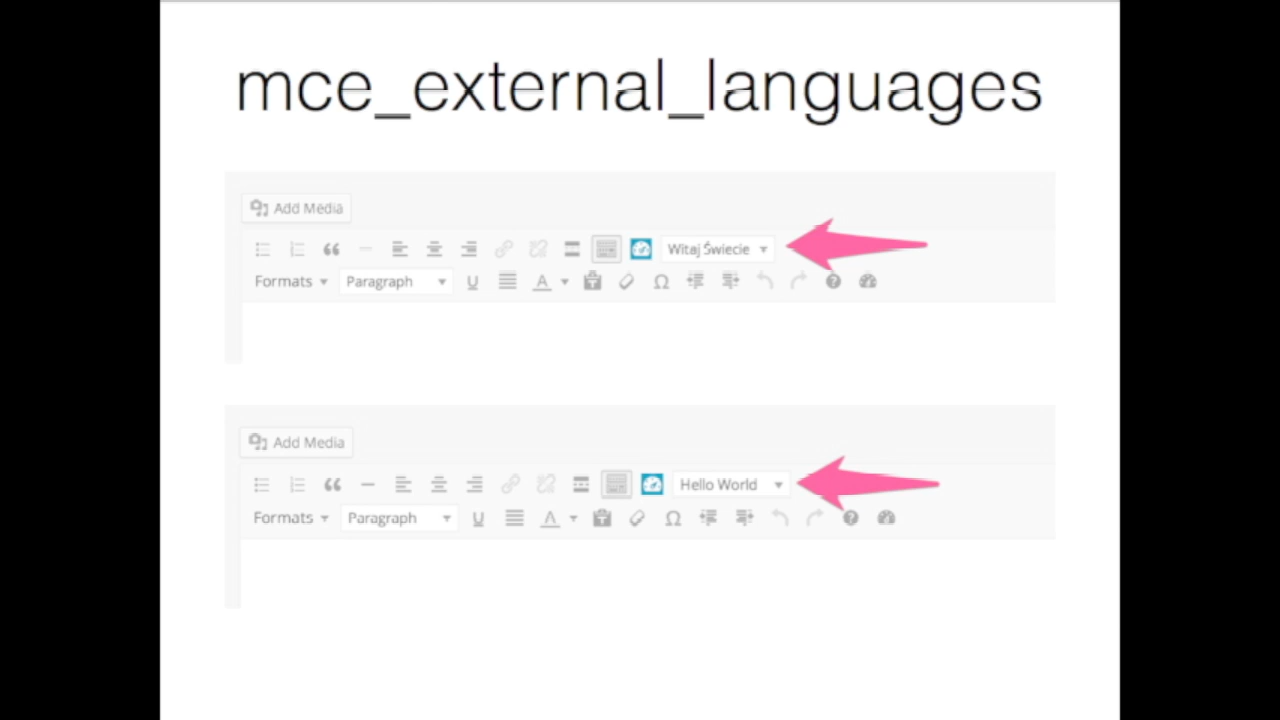 mce_external_languages
Add Media
Witaj Świecie
Formats Paragraph U A Ω ?
Add Media
Hello World
Formats Paragraph U A Ω ?